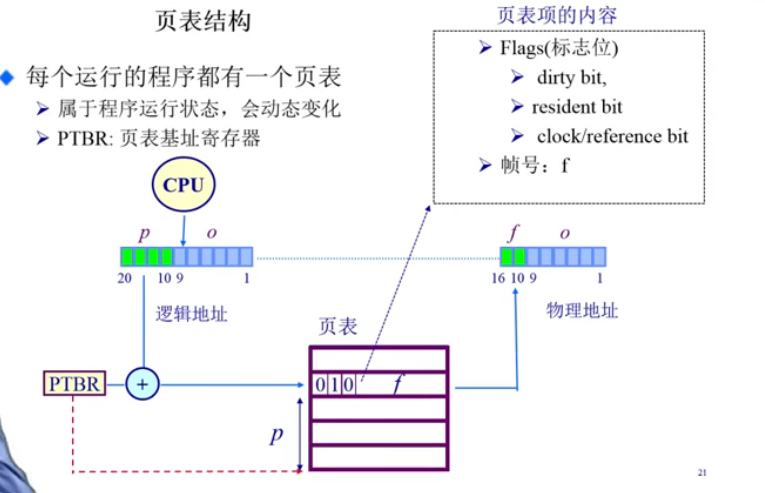 页表结构
页表项的内容
每个运行的程序都有一个页表
属于程序运行状态，会动态变化
PTBR: 页表基址寄存器
Flags(标志位)
dirty bit,
resident bit
clock/reference bit
帧号：f
CPU
p o
20 10 9 1
逻辑地址
f o
16 10 9 1
物理地址
页表
PTBR
+
0 1 0 f
p
21